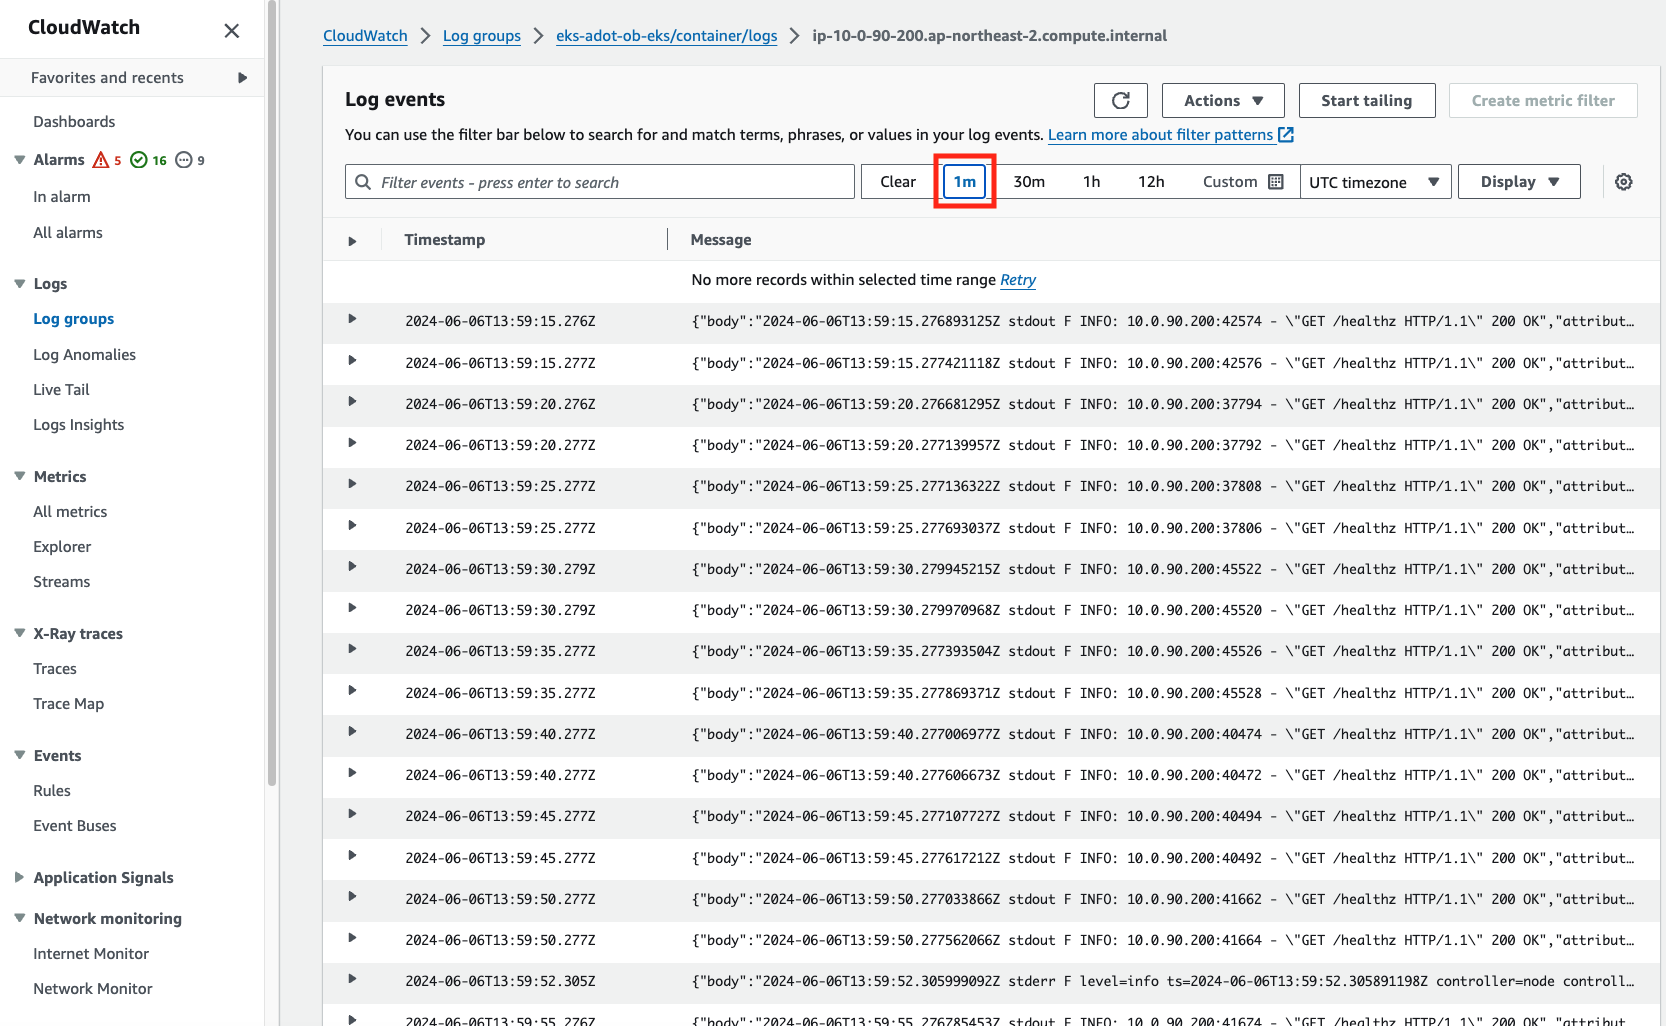 CloudWatch
Favorites and recents
Dashboards
Alarms 5 16 9
In alarm
All alarms
Logs
Log groups
Log Anomalies
Live Tail
Logs Insights
Metrics
All metrics
Explorer
Streams
X-Ray traces
Traces
Trace Map
Events
Rules
Event Buses
Application Signals
Network monitoring
Internet Monitor
Network Monitor
CloudWatch > Log groups > eks-adot-ob-eks/container/logs > ip-10-0-90-200.ap-northeast-2.compute.internal
Log events
Actions Start tailing Create metric filter
You can use the filter bar below to search for and match terms, phrases, or values in your log events. Learn more about filter patterns
Filter events - press enter to search Clear 1m 30m 1h 12h Custom UTC timezone Display
Timestamp Message
No more records within selected time range Retry
2024-06-06T13:59:15.276Z {"body":"2024-06-06T13:59:15.276893125Z stdout F INFO: 10.0.90.200:42574 - \"GET /healthz HTTP/1.1\" 200 OK","attribut…
2024-06-06T13:59:15.277Z {"body":"2024-06-06T13:59:15.277421118Z stdout F INFO: 10.0.90.200:42576 - \"GET /healthz HTTP/1.1\" 200 OK","attribut…
2024-06-06T13:59:20.276Z {"body":"2024-06-06T13:59:20.276681295Z stdout F INFO: 10.0.90.200:37794 - \"GET /healthz HTTP/1.1\" 200 OK","attribut…
2024-06-06T13:59:20.277Z {"body":"2024-06-06T13:59:20.277139957Z stdout F INFO: 10.0.90.200:37792 - \"GET /healthz HTTP/1.1\" 200 OK","attribut…
2024-06-06T13:59:25.277Z {"body":"2024-06-06T13:59:25.277136322Z stdout F INFO: 10.0.90.200:37808 - \"GET /healthz HTTP/1.1\" 200 OK","attribut…
2024-06-06T13:59:25.277Z {"body":"2024-06-06T13:59:25.277693037Z stdout F INFO: 10.0.90.200:37806 - \"GET /healthz HTTP/1.1\" 200 OK","attribut…
2024-06-06T13:59:30.279Z {"body":"2024-06-06T13:59:30.279945215Z stdout F INFO: 10.0.90.200:45522 - \"GET /healthz HTTP/1.1\" 200 OK","attribut…
2024-06-06T13:59:30.279Z {"body":"2024-06-06T13:59:30.279970968Z stdout F INFO: 10.0.90.200:45520 - \"GET /healthz HTTP/1.1\" 200 OK","attribut…
2024-06-06T13:59:35.277Z {"body":"2024-06-06T13:59:35.277393504Z stdout F INFO: 10.0.90.200:45526 - \"GET /healthz HTTP/1.1\" 200 OK","attribut…
2024-06-06T13:59:35.277Z {"body":"2024-06-06T13:59:35.277869371Z stdout F INFO: 10.0.90.200:45528 - \"GET /healthz HTTP/1.1\" 200 OK","attribut…
2024-06-06T13:59:40.277Z {"body":"2024-06-06T13:59:40.277006977Z stdout F INFO: 10.0.90.200:40474 - \"GET /healthz HTTP/1.1\" 200 OK","attribut…
2024-06-06T13:59:40.277Z {"body":"2024-06-06T13:59:40.277606673Z stdout F INFO: 10.0.90.200:40472 - \"GET /healthz HTTP/1.1\" 200 OK","attribut…
2024-06-06T13:59:45.277Z {"body":"2024-06-06T13:59:45.277107727Z stdout F INFO: 10.0.90.200:40494 - \"GET /healthz HTTP/1.1\" 200 OK","attribut…
2024-06-06T13:59:45.277Z {"body":"2024-06-06T13:59:45.277617212Z stdout F INFO: 10.0.90.200:40492 - \"GET /healthz HTTP/1.1\" 200 OK","attribut…
2024-06-06T13:59:50.277Z {"body":"2024-06-06T13:59:50.277033866Z stdout F INFO: 10.0.90.200:41662 - \"GET /healthz HTTP/1.1\" 200 OK","attribut…
2024-06-06T13:59:50.277Z {"body":"2024-06-06T13:59:50.277562066Z stdout F INFO: 10.0.90.200:41664 - \"GET /healthz HTTP/1.1\" 200 OK","attribut…
2024-06-06T13:59:52.305Z {"body":"2024-06-06T13:59:52.305999092Z stderr F level=info ts=2024-06-06T13:59:52.305891198Z controller=node controll…
2024-06-06T13:59:55.276Z {"body":"2024-06-06T13:59:55.276785453Z stdout F INFO: 10.0.90.200:41674 - \"GET /healthz HTTP/1.1\" 200 OK","attribut…